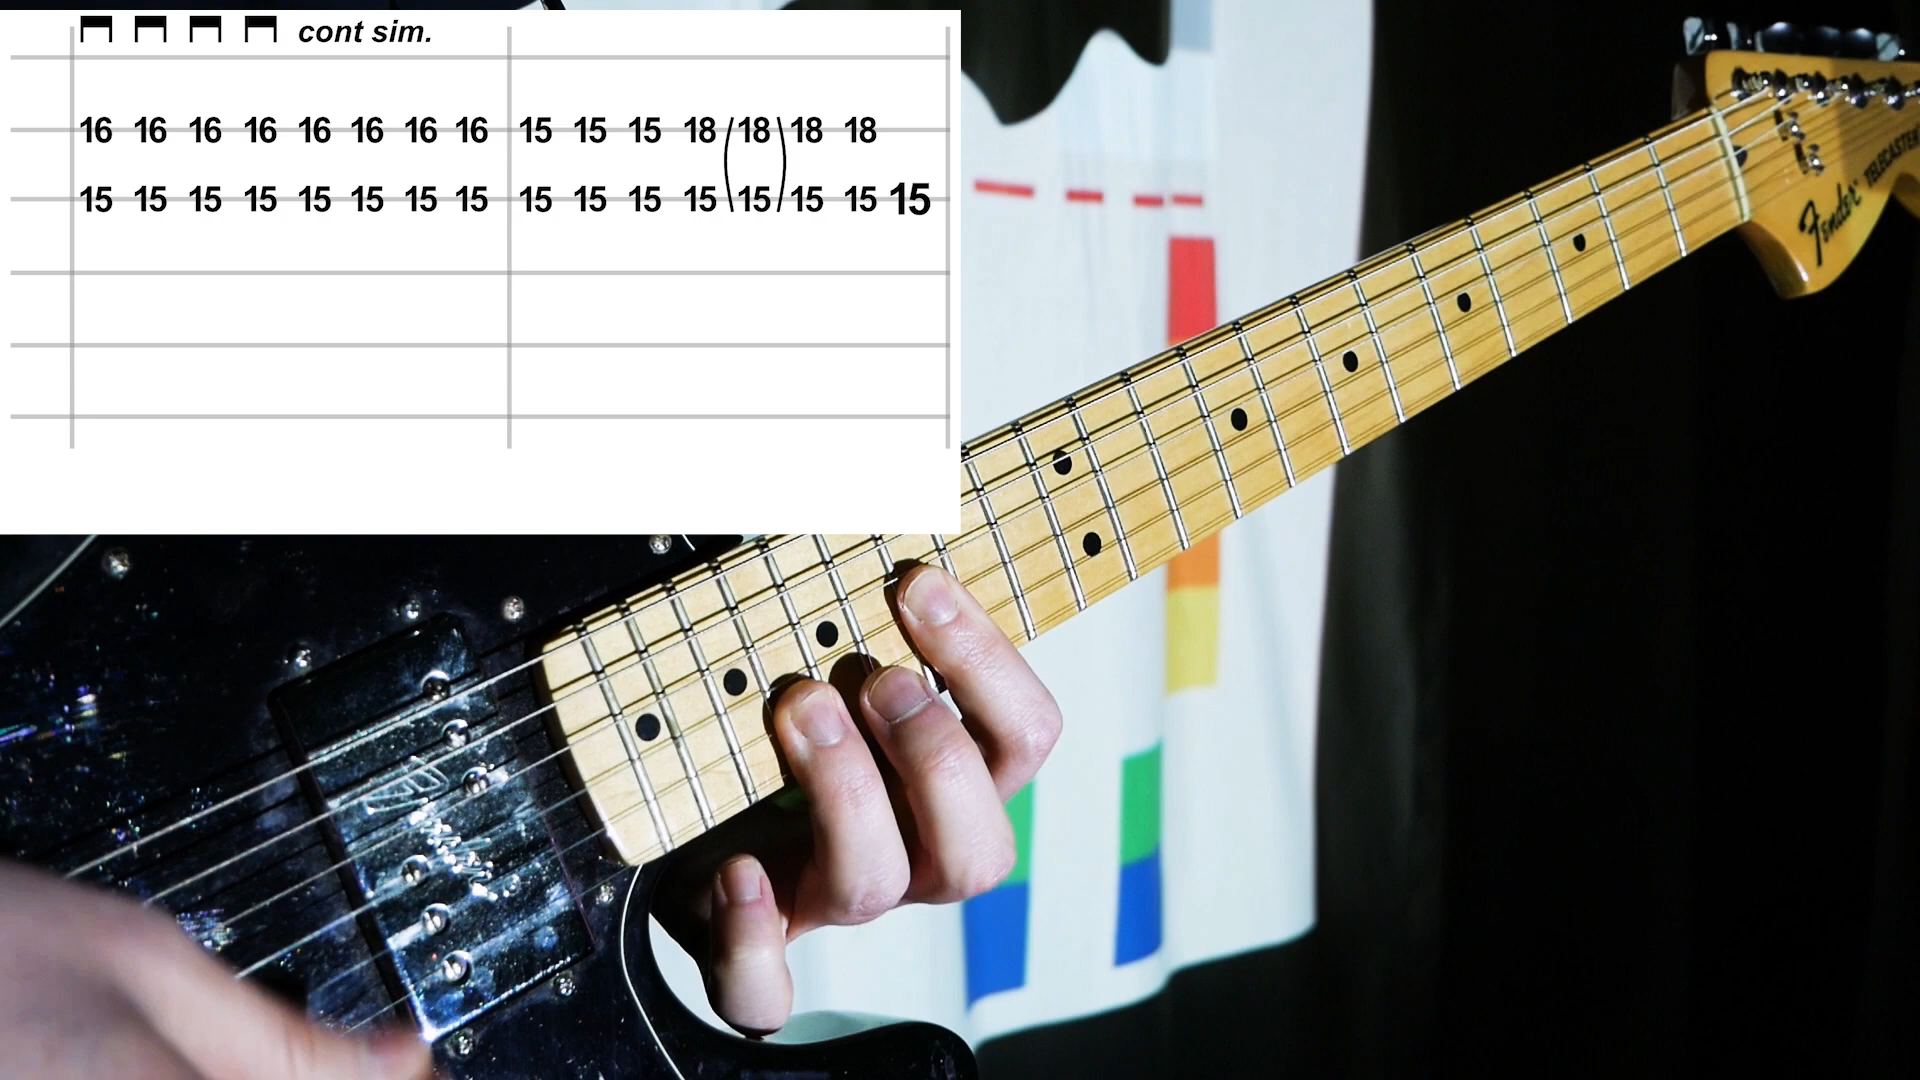 cont sim.
16 16 16 16 16 16 16 16 15 15 15 18 (18) 18 18
15 15 15 15 15 15 15 15 15 15 15 15 (15) 15 15 15
Fender TELECASTER